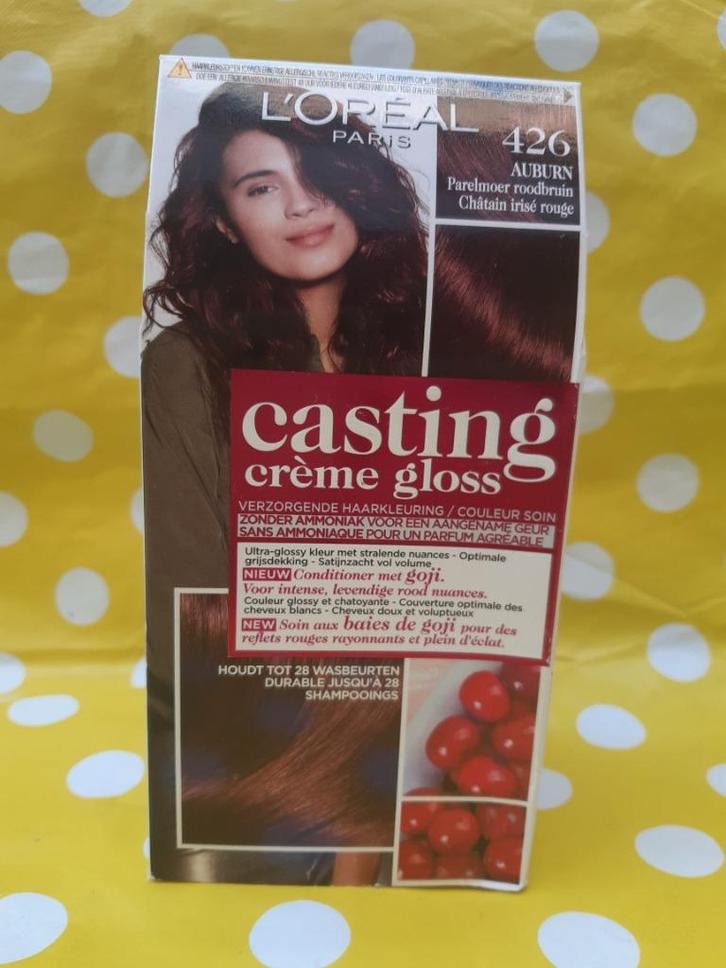 L'ORÉAL
PARIS
426
AUBURN
Parelmoer roodbruin
Châtain irisé rouge
casting
crème gloss
VERZORGENDE HAARKLEURING / COULEUR SOIN
ZONDER AMMONIAK VOOR EEN AANGENAME GEUR
SANS AMMONIAQUE POUR UN PARFUM AGRÉABLE
Ultra-glossy kleur met stralende nuances - Optimale
grijsdekking - Satijnzacht vol volume
NIEUW Conditioner met goji.
Voor intense, levendige rood nuances.
Couleur glossy et chatoyante - Couverture optimale des
cheveux blancs - Cheveux doux et voluptueux
NEW Soin aux baies de goji pour des
reflets rouges rayonnants et plein d'éclat.
HOUDT TOT 28 WASBEURTEN
DURABLE JUSQU'À 28
SHAMPOOINGS